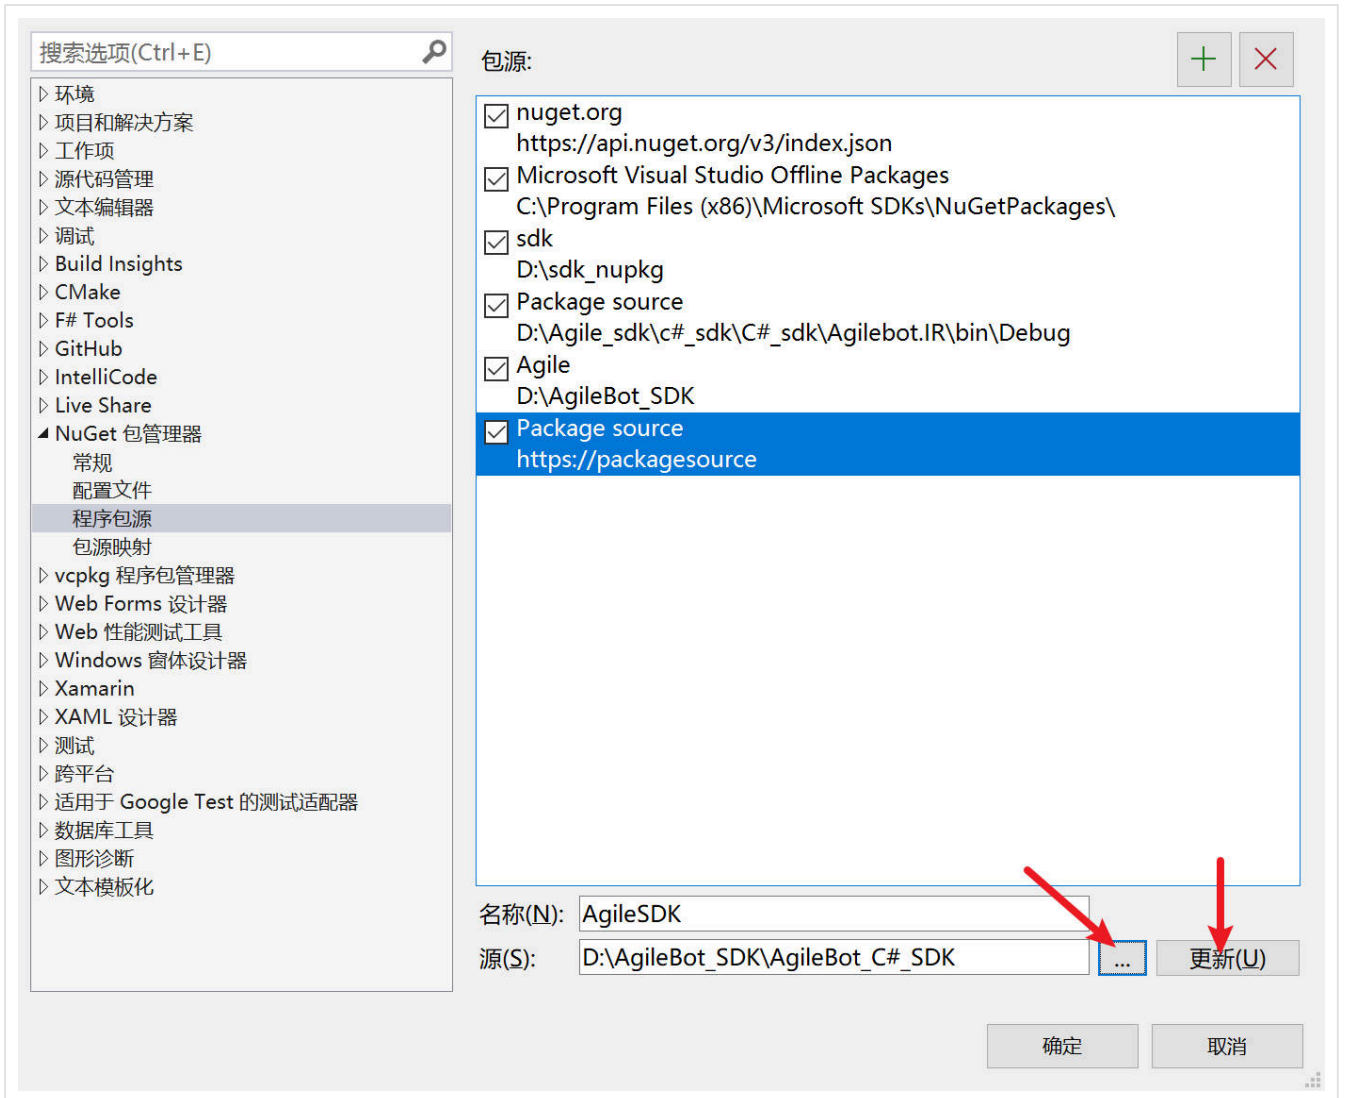 搜索选项(Ctrl+E)
环境
项目和解决方案
工作项
源代码管理
文本编辑器
调试
Build Insights
CMake
F# Tools
GitHub
IntelliCode
Live Share
NuGet 包管理器
常规
配置文件
程序包源
包源映射
vcpkg 程序包管理器
Web Forms 设计器
Web 性能测试工具
Windows 窗体设计器
Xamarin
XAML 设计器
测试
跨平台
适用于 Google Test 的测试适配器
数据库工具
图形诊断
文本模板化
包源:
nuget.org
https://api.nuget.org/v3/index.json
Microsoft Visual Studio Offline Packages
C:\Program Files (x86)\Microsoft SDKs\NuGetPackages\
sdk
D:\sdk_nupkg
Package source
D:\Agile_sdk\c#_sdk\C#_sdk\Agilebot.IR\bin\Debug
Agile
D:\AgileBot_SDK
Package source
https://packagesource
名称(N): AgileSDK
源(S): D:\AgileBot_SDK\AgileBot_C#_SDK ... 更新(U)
确定 取消